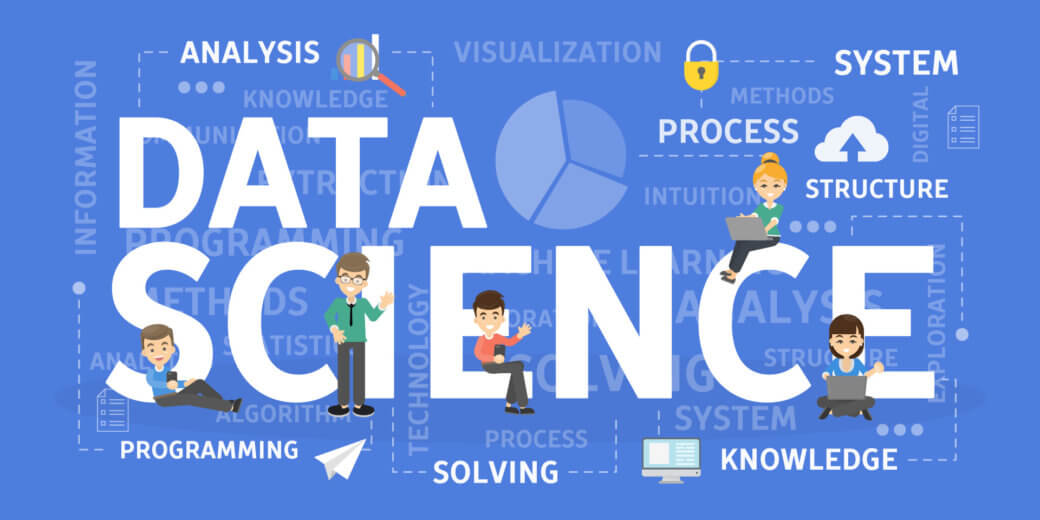 ANALYSIS
VISUALIZATION
SYSTEM
INFORMATION
KNOWLEDGE
METHODS
DIGITAL
PROCESS
DATA
INTUITION
STRUCTURE
PROGRAMMING
SCIENCE
METHODS
ANALYSIS
TECHNOLOGY
EXPLORATION
STRUCTURE
SOLVING
ALGORITHM
SYSTEM
PROCESS
PROGRAMMING
SOLVING
KNOWLEDGE